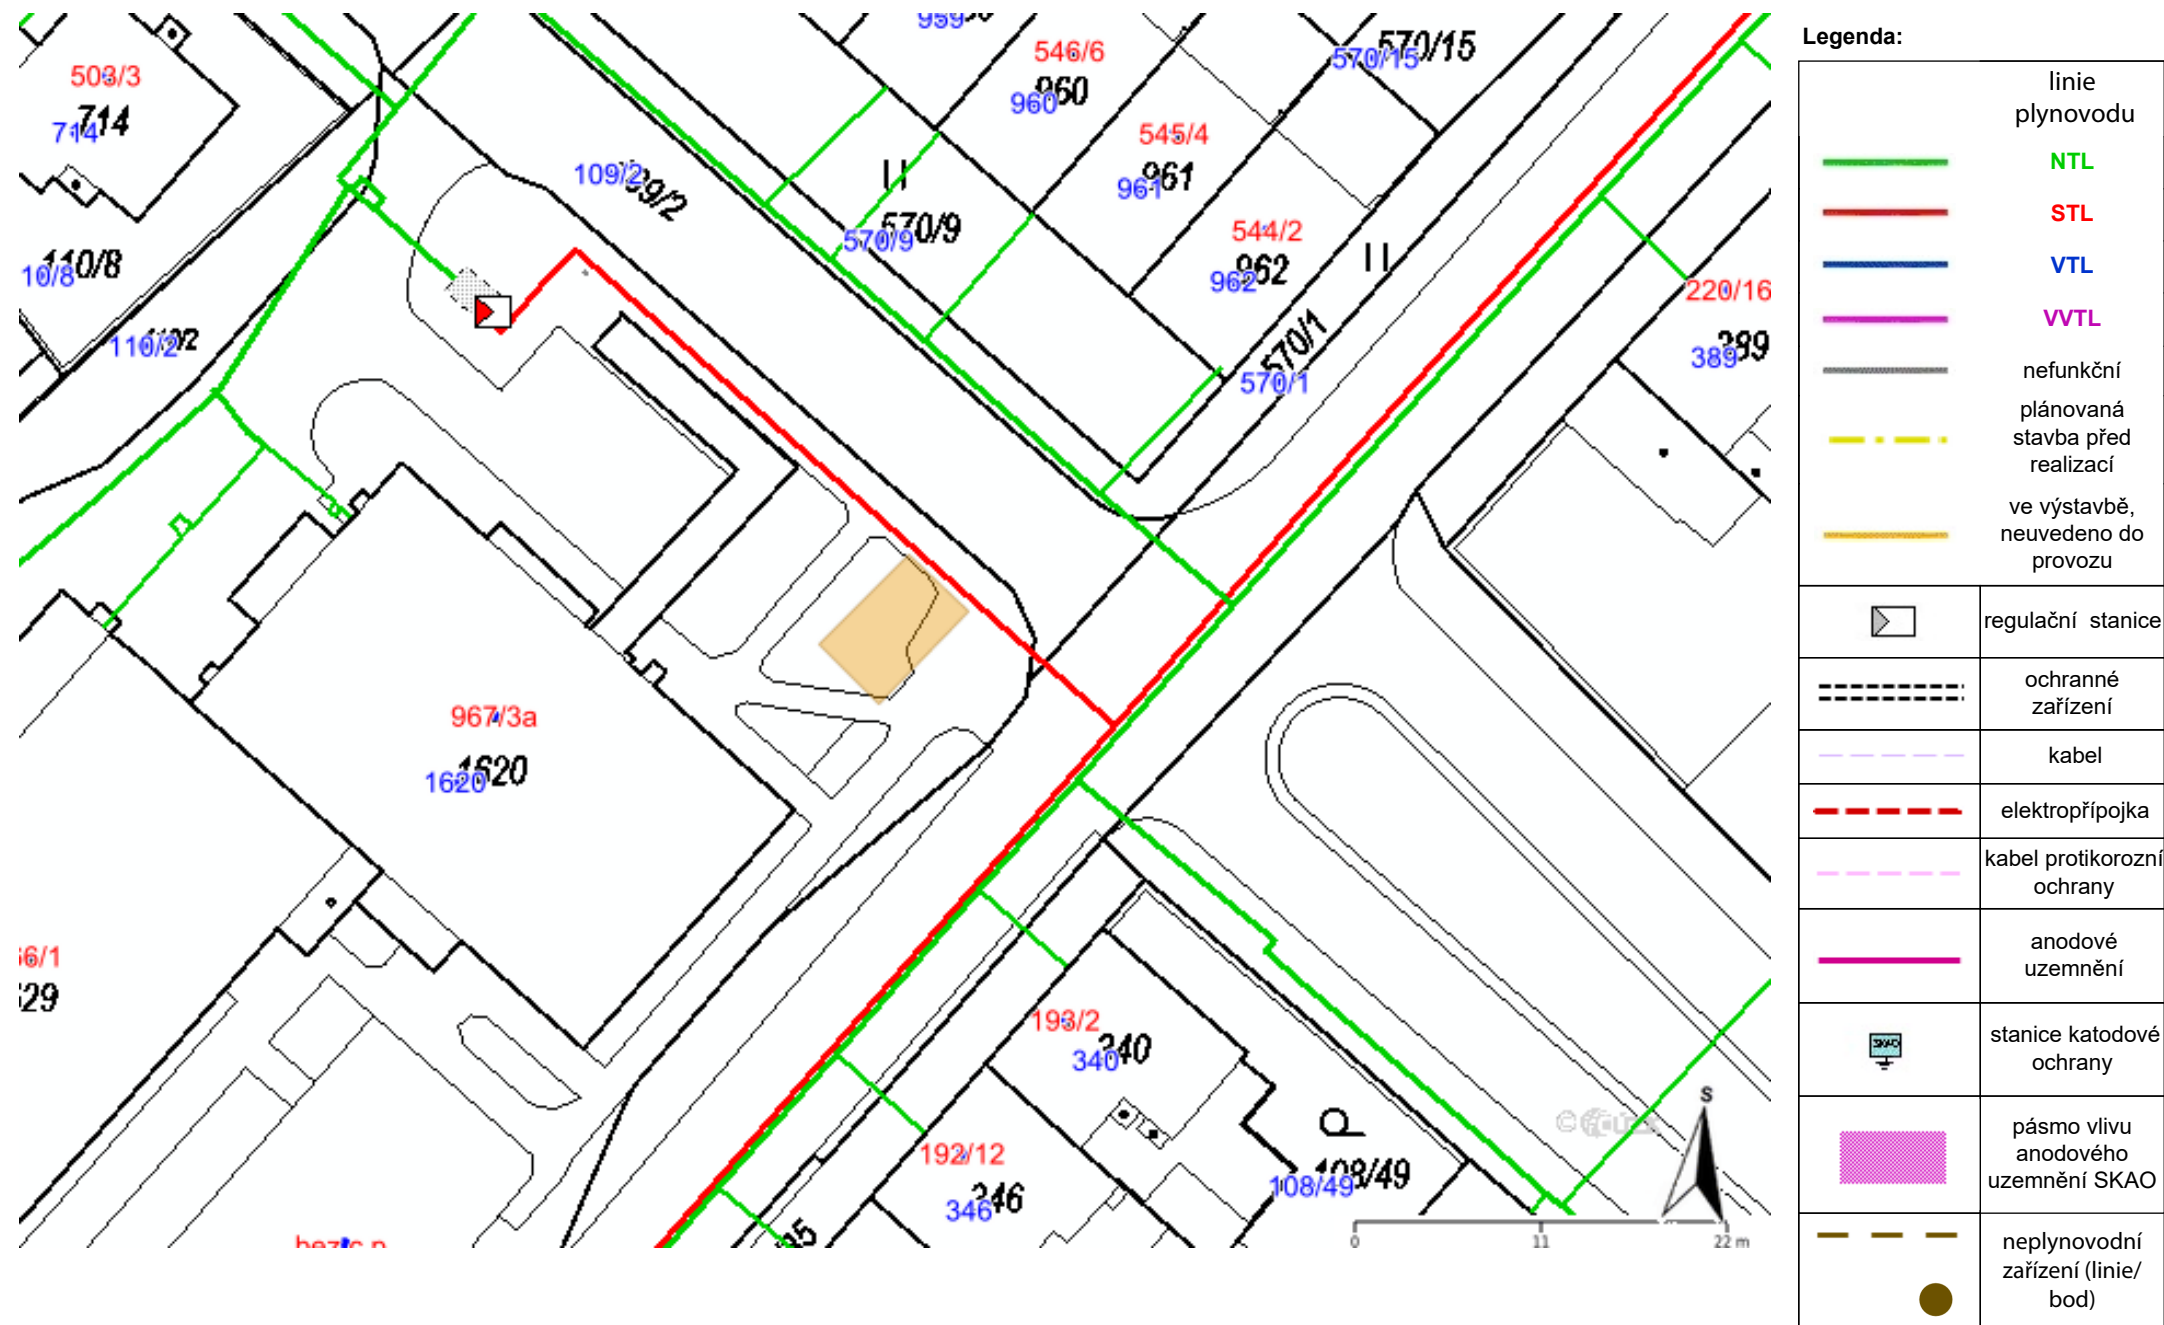 503/3
714
714
110/8
10/8
110/2
109/2
546/6
960
960
545/4
961
961
544/2
962
962
570/15
570/15
570/9
570/9
570/1
570/1
220/16
389
389
967/3a
1620
1620
193/2
340
340
192/12
346
346
108/49
108/49
S
0
11
22 m
Legenda:
linie
plynovodu
NTL
STL
VTL
VVTL
nefunkční
plánovaná
stavba před
realizací
ve výstavbě,
neuvedeno do
provozu
regulační stanice
ochranné
zařízení
kabel
elektropřípojka
kabel protikorozní
ochrany
anodové
uzemnění
SKAO
stanice katodové
ochrany
pásmo vlivu
anodového
uzemnění SKAO
neplynovodní
zařízení (linie/
bod)